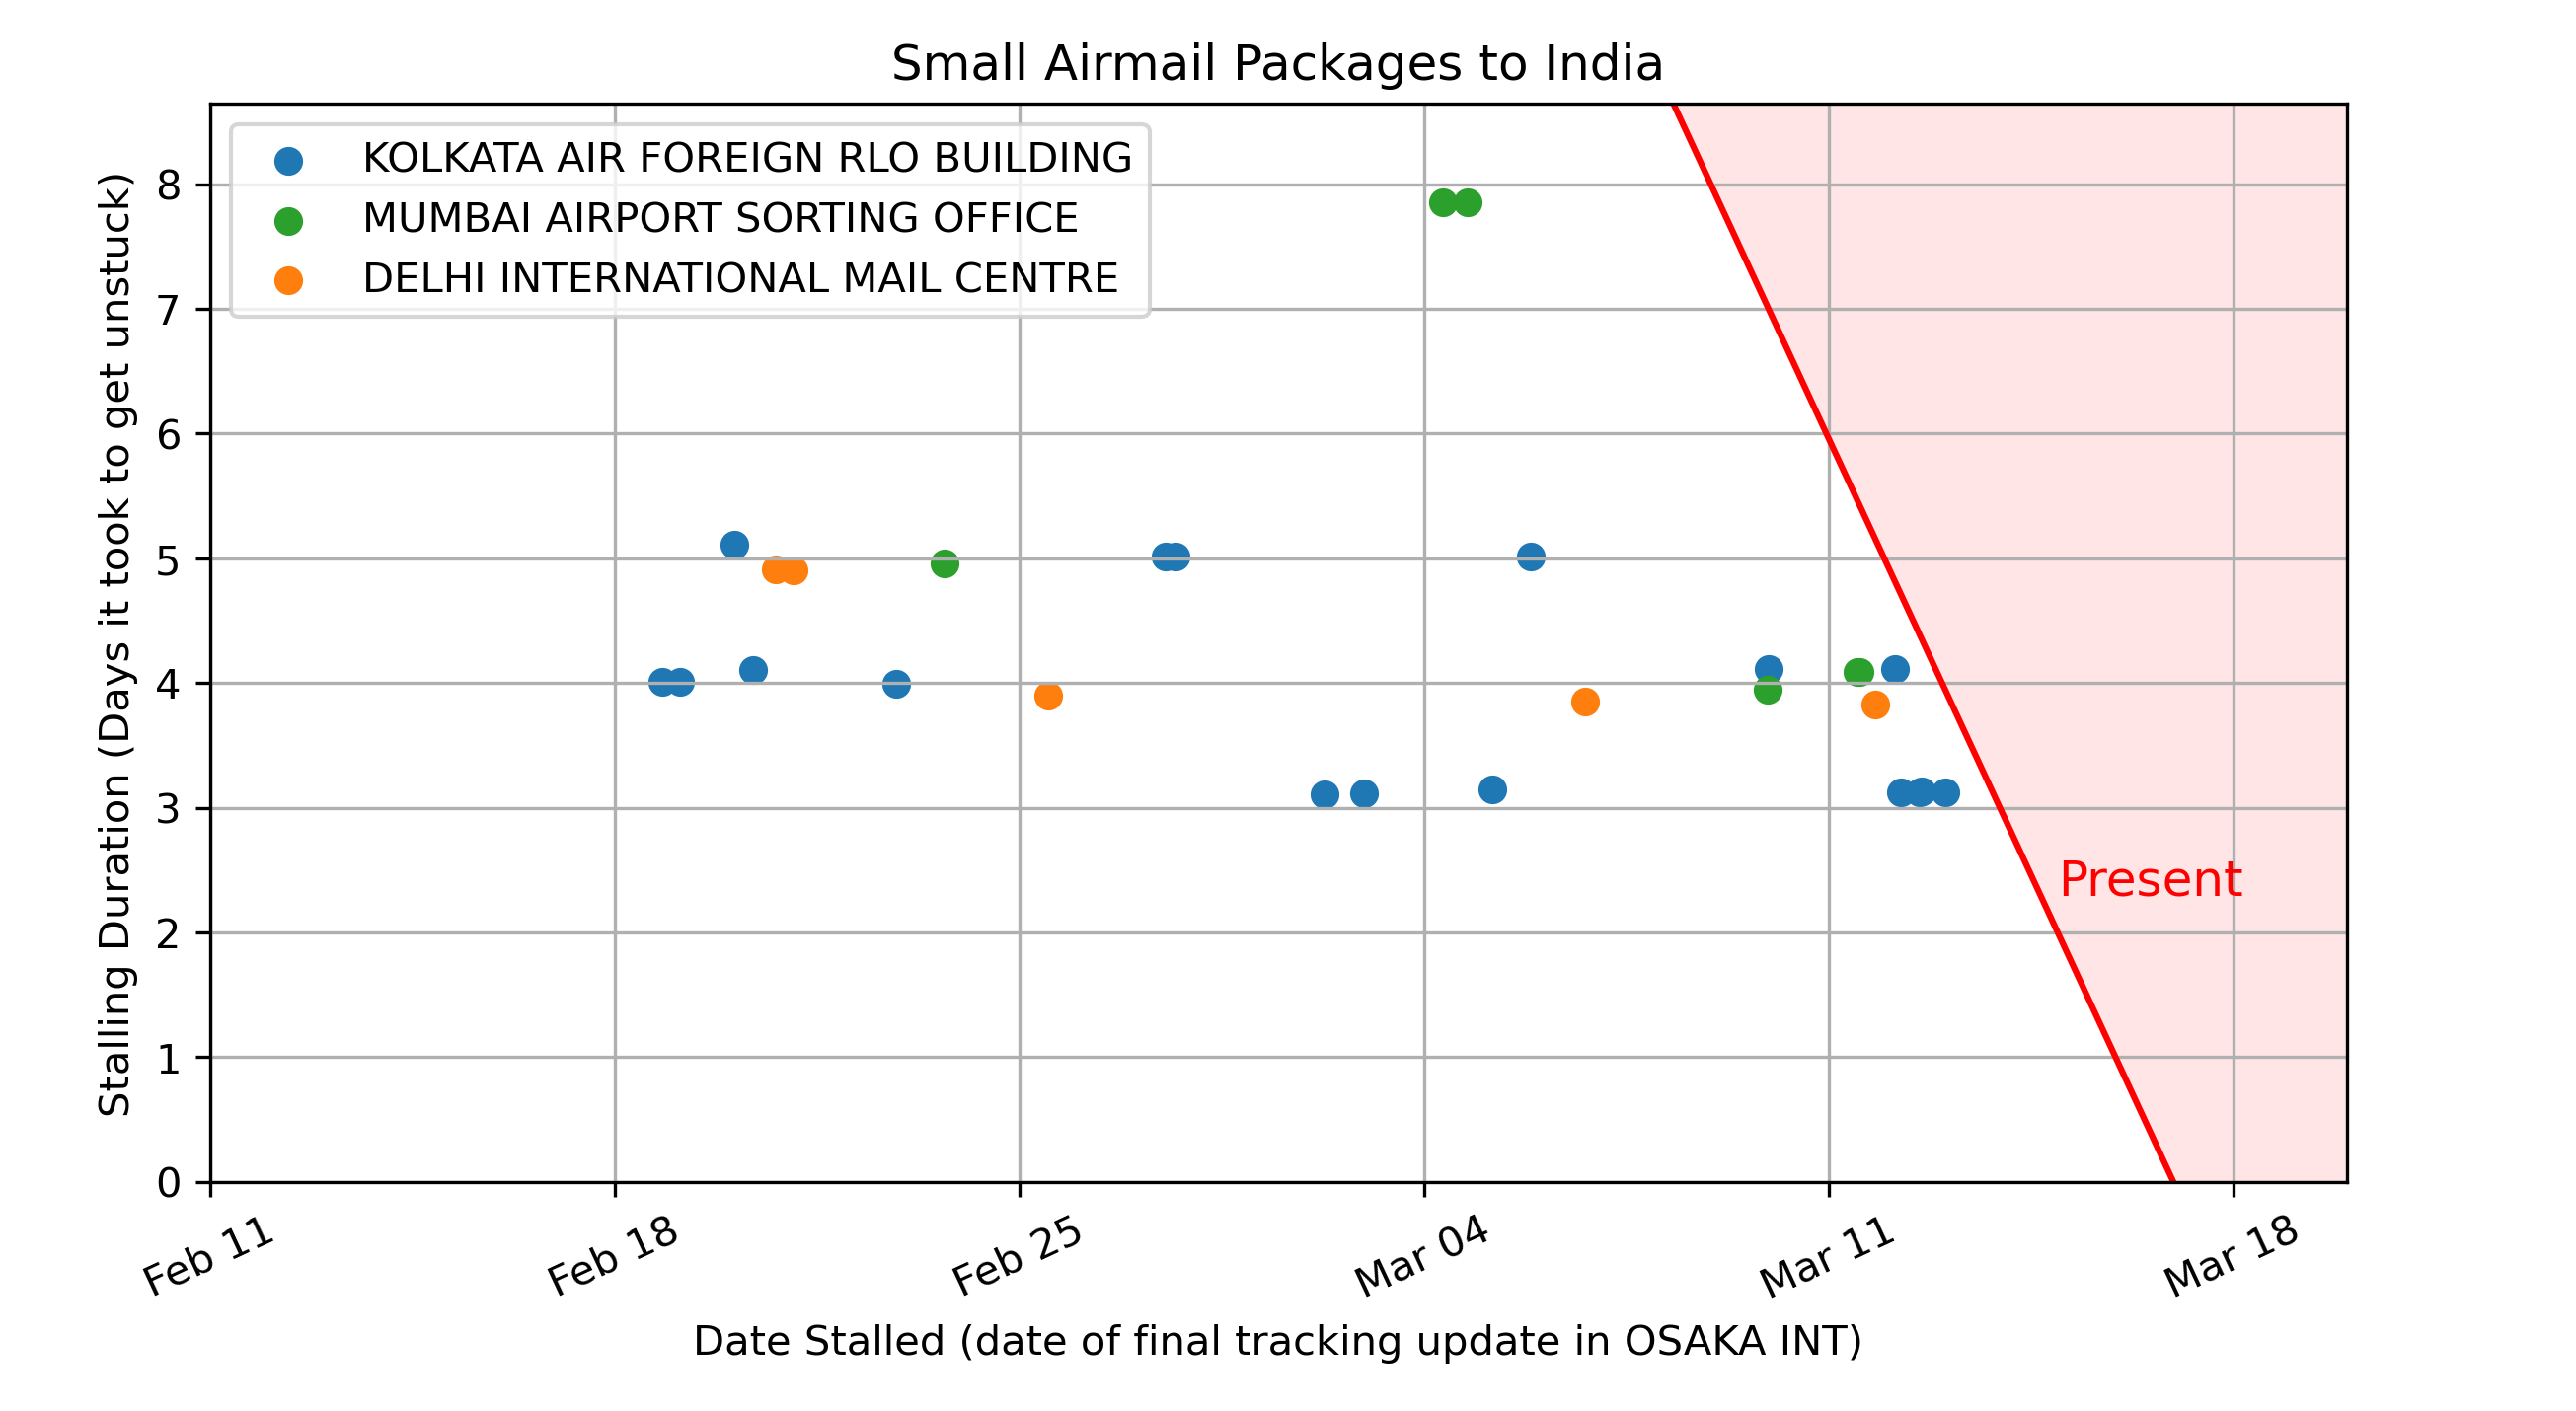 Small Airmail Packages to India
KOLKATA AIR FOREIGN RLO BUILDING
MUMBAI AIRPORT SORTING OFFICE
DELHI INTERNATIONAL MAIL CENTRE
Stalling Duration (Days it took to get unstuck)
8
7
6
5
4
3
2
1
0
Present
Feb 11
Feb 18
Feb 25
Mar 04
Mar 11
Mar 18
Date Stalled (date of final tracking update in OSAKA INT)